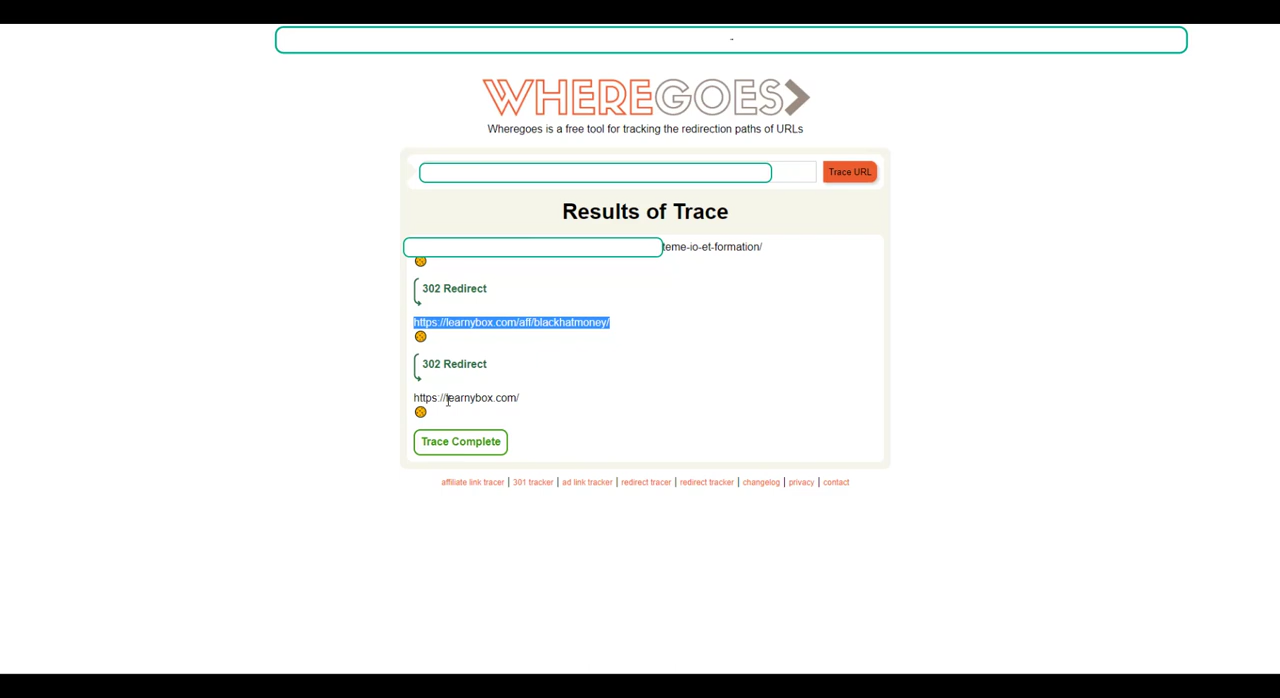 WHEREGOES
Wheregoes is a free tool for tracking the redirection paths of URLs
Trace URL
Results of Trace
teme-io-et-formation/
302 Redirect
https://learnybox.com/aff/blackhatmoney/
302 Redirect
https://learnybox.com/
Trace Complete
affiliate link tracer | 301 tracker | ad link tracker | redirect tracer | redirect tracker | changelog | privacy | contact